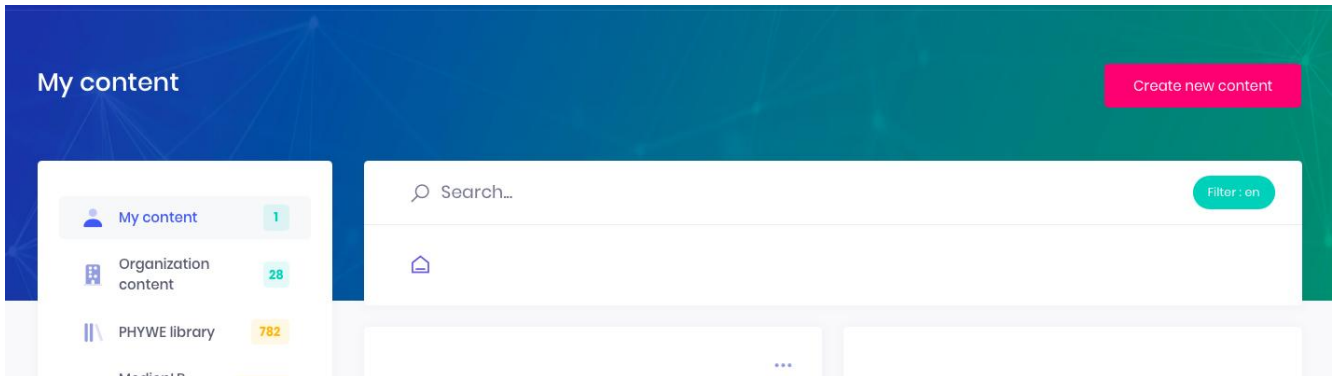 My content
Create new content
Search...
Filter : en
My content 1
Organization
content
28
PHYWE library 782